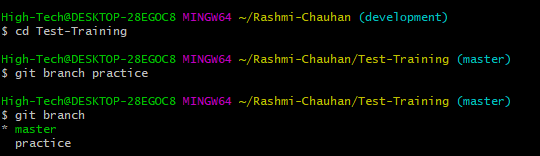 High-Tech@DESKTOP-28EGOC8 MINGW64 ~/Rashmi-Chauhan (development)
$ cd Test-Training
High-Tech@DESKTOP-28EGOC8 MINGW64 ~/Rashmi-Chauhan/Test-Training (master)
$ git branch practice
High-Tech@DESKTOP-28EGOC8 MINGW64 ~/Rashmi-Chauhan/Test-Training (master)
$ git branch
* master
practice